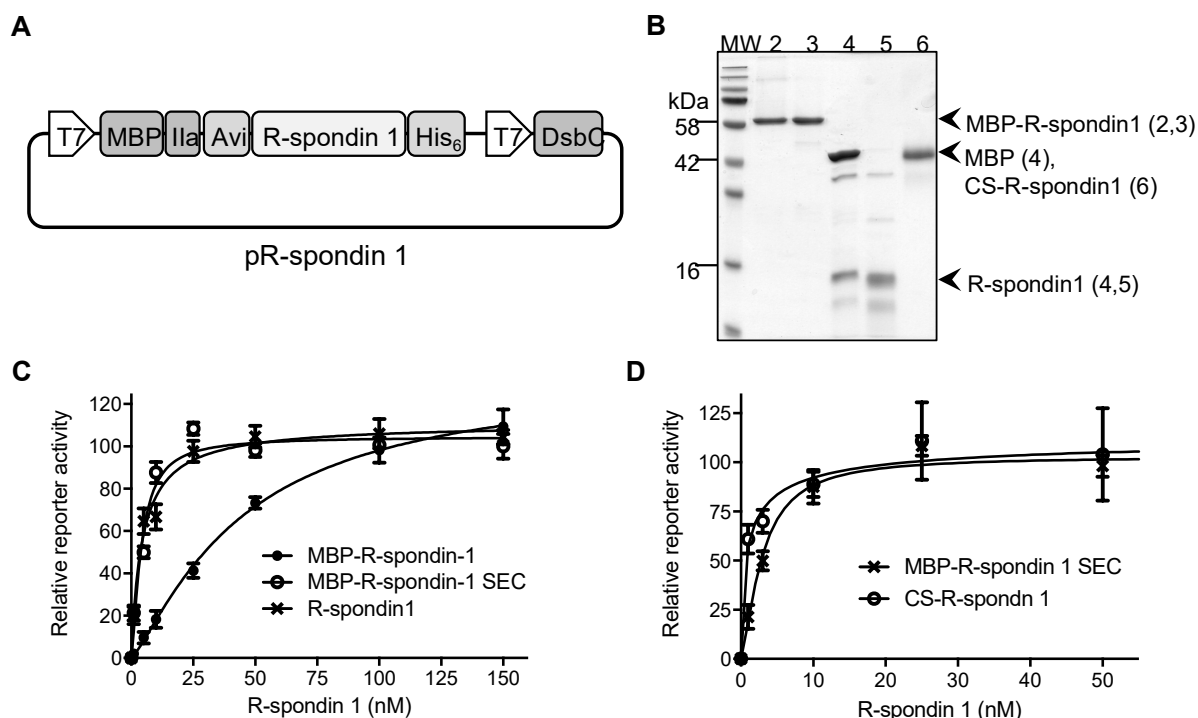 A
T7 MBP IIa Avi R-spondin 1 His6 T7 DsbC
pR-spondin 1
B
MW 2 3 4 5 6
kDa
58
42
16
MBP-R-spondin1 (2,3)
MBP (4),
CS-R-spondin1 (6)
R-spondin1 (4,5)
C
Relative reporter activity
120
100
80
60
40
20
0
0 25 50 75 100 125 150
R-spondin 1 (nM)
MBP-R-spondin-1
MBP-R-spondin-1 SEC
R-spondin1
D
Relative reporter activity
125
100
75
50
25
0
0 10 20 30 40 50
R-spondin 1 (nM)
MBP-R-spondin 1 SEC
CS-R-spondn 1